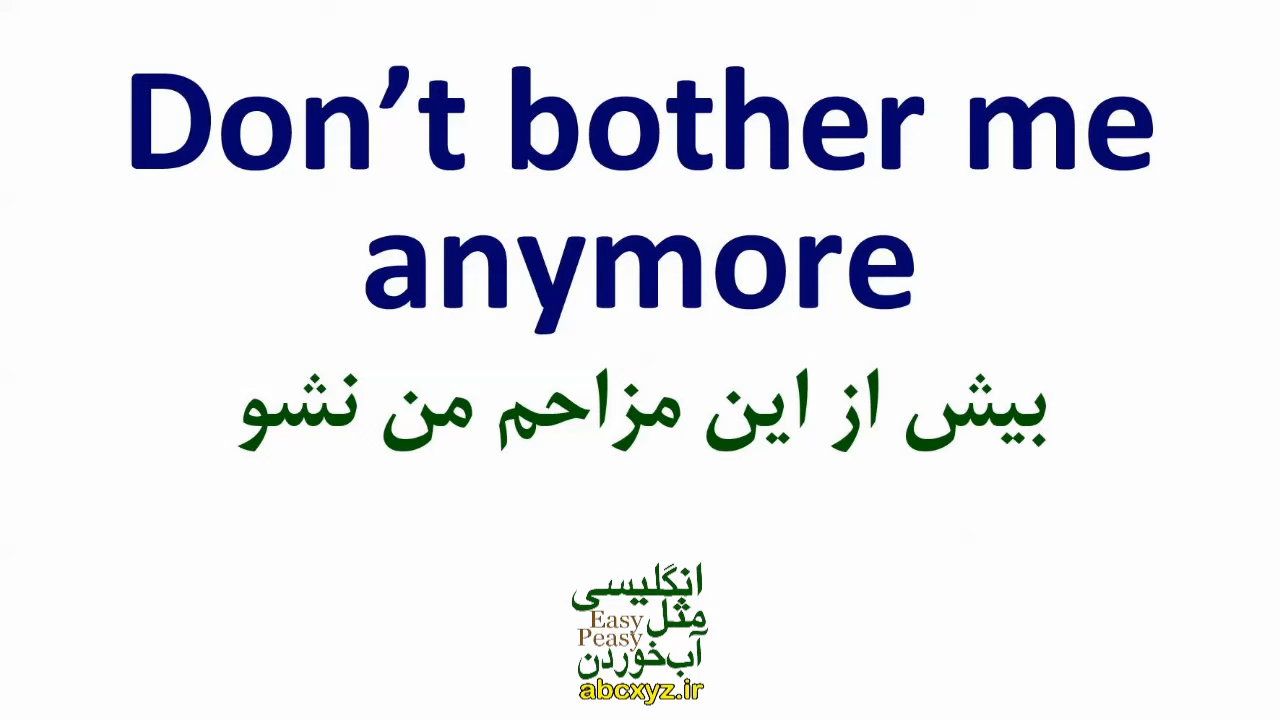 Don’t bother me
anymore
بیش از این مزاحم من نشو
انگلیسی
مثل
Easy
Peasy
آب‌خوردن
abcxyz.ir